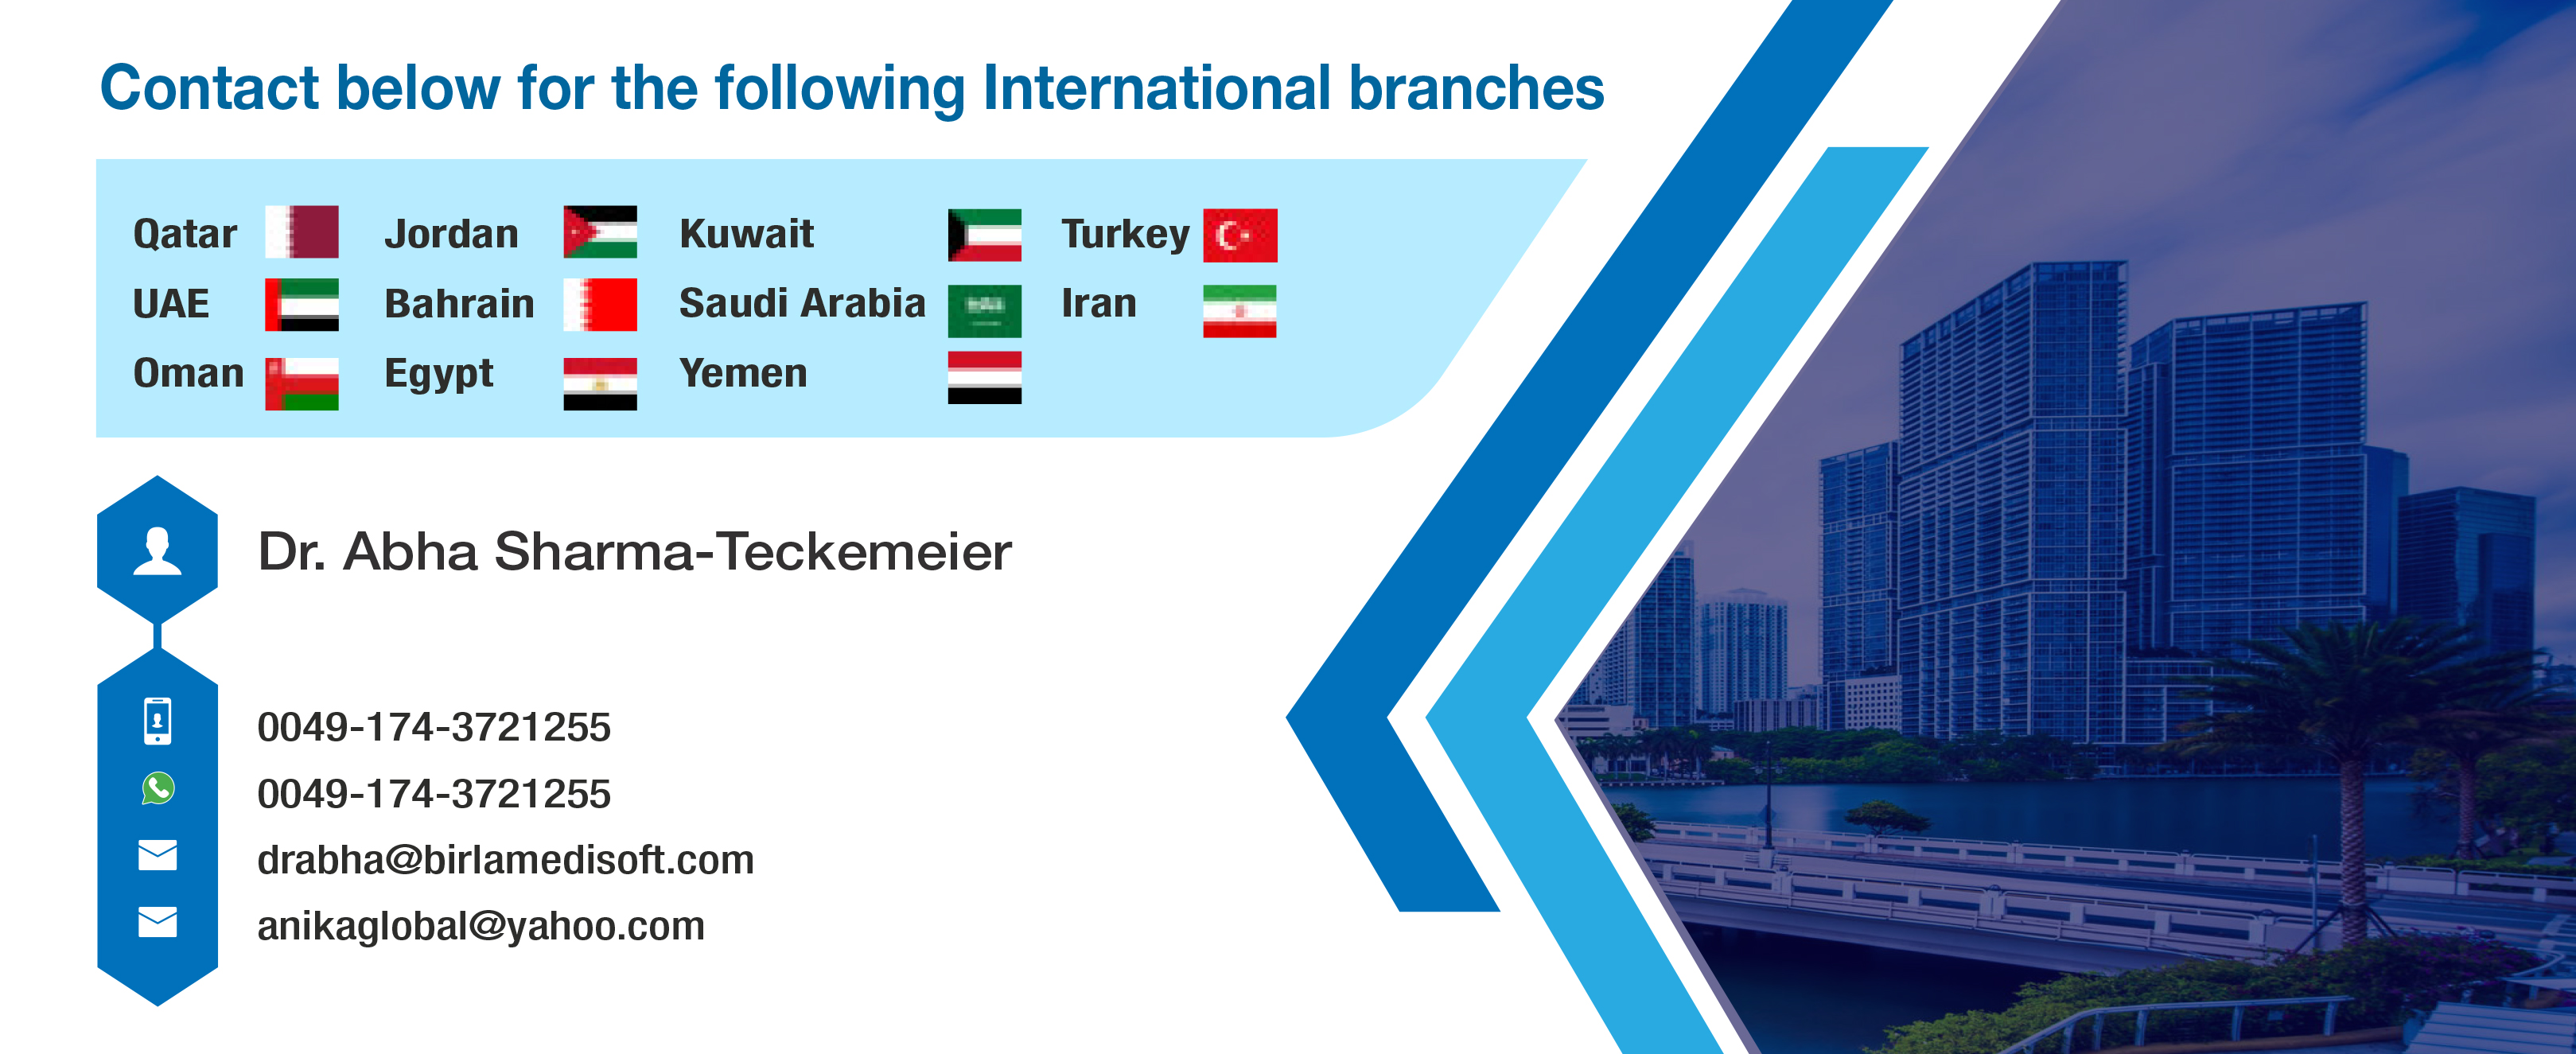 Contact below for the following International branches
Qatar Jordan Kuwait Turkey
UAE Bahrain Saudi Arabia Iran
Oman Egypt Yemen
Dr. Abha Sharma-Teckemeier
0049-174-3721255
0049-174-3721255
drabha@birlamedisoft.com
anikaglobal@yahoo.com